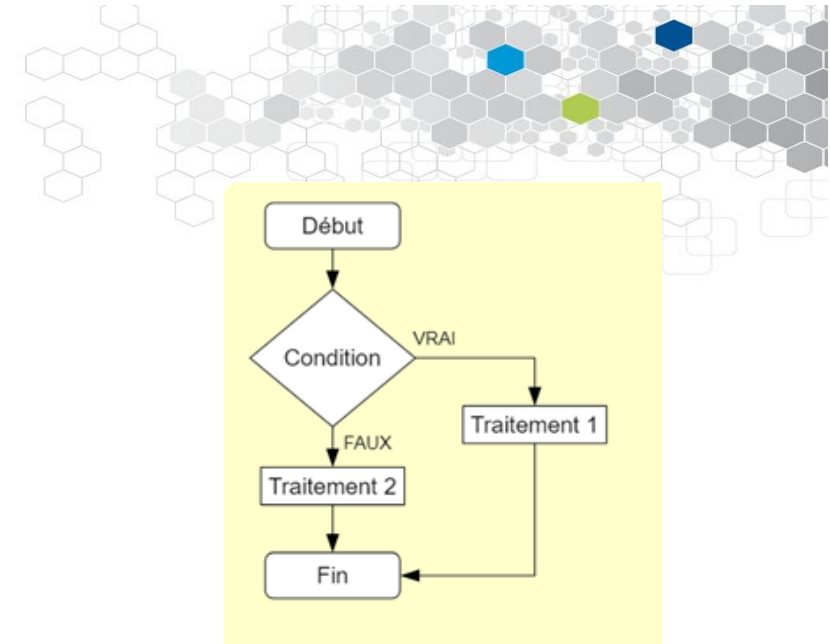 Début
Condition
VRAI
Traitement 1
FAUX
Traitement 2
Fin